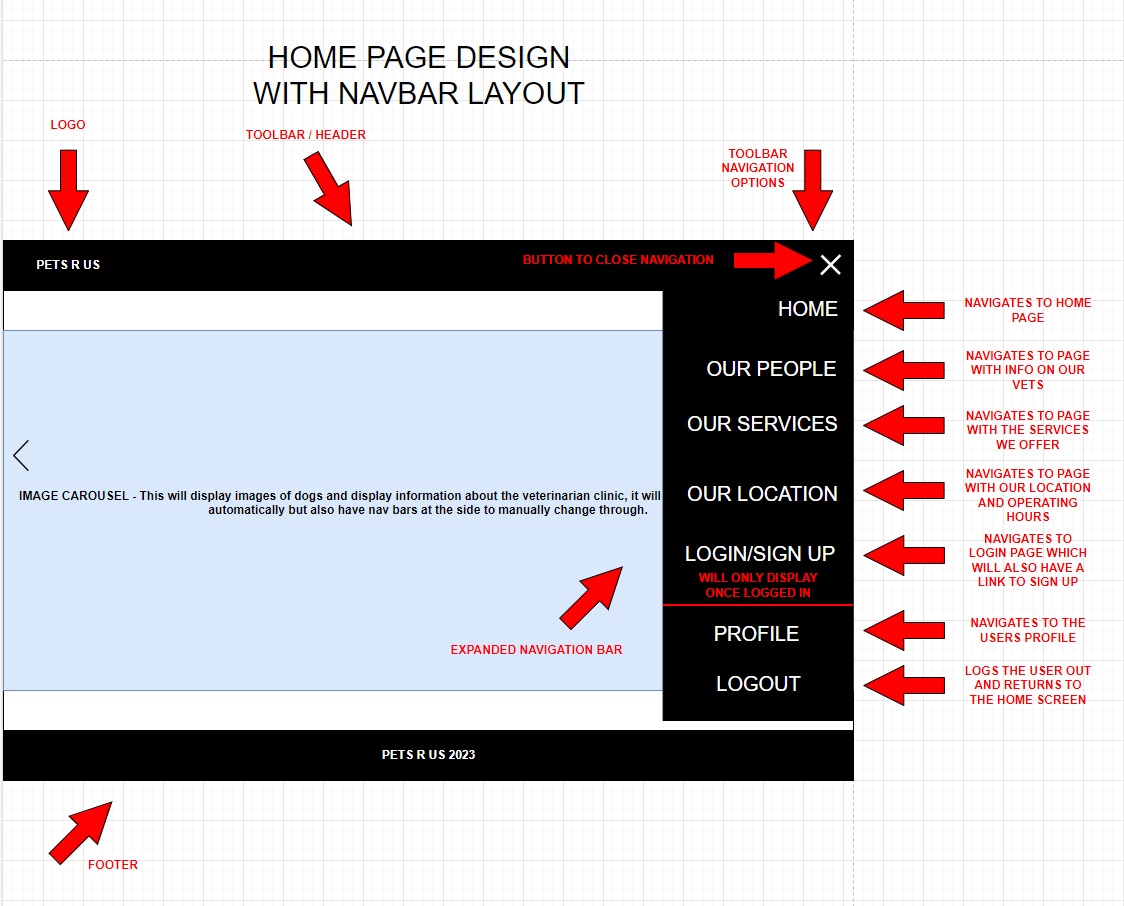 HOME PAGE DESIGN
WITH NAVBAR LAYOUT
LOGO
TOOLBAR / HEADER
TOOLBAR
NAVIGATION
OPTIONS
PETS R US
BUTTON TO CLOSE NAVIGATION
HOME
NAVIGATES TO HOME
PAGE
OUR PEOPLE
NAVIGATES TO PAGE
WITH INFO ON OUR
VETS
OUR SERVICES
NAVIGATES TO PAGE
WITH THE SERVICES
WE OFFER
IMAGE CAROUSEL - This will display images of dogs and display information about the veterinarian clinic, it will
automatically but also have nav bars at the side to manually change through.
OUR LOCATION
NAVIGATES TO PAGE
WITH OUR LOCATION
AND OPERATING
HOURS
LOGIN/SIGN UP
NAVIGATES TO
LOGIN PAGE WHICH
WILL ALSO HAVE A
LINK TO SIGN UP
WILL ONLY DISPLAY
ONCE LOGGED IN
EXPANDED NAVIGATION BAR
PROFILE
NAVIGATES TO THE
USERS PROFILE
LOGOUT
LOGS THE USER OUT
AND RETURNS TO
THE HOME SCREEN
PETS R US 2023
FOOTER